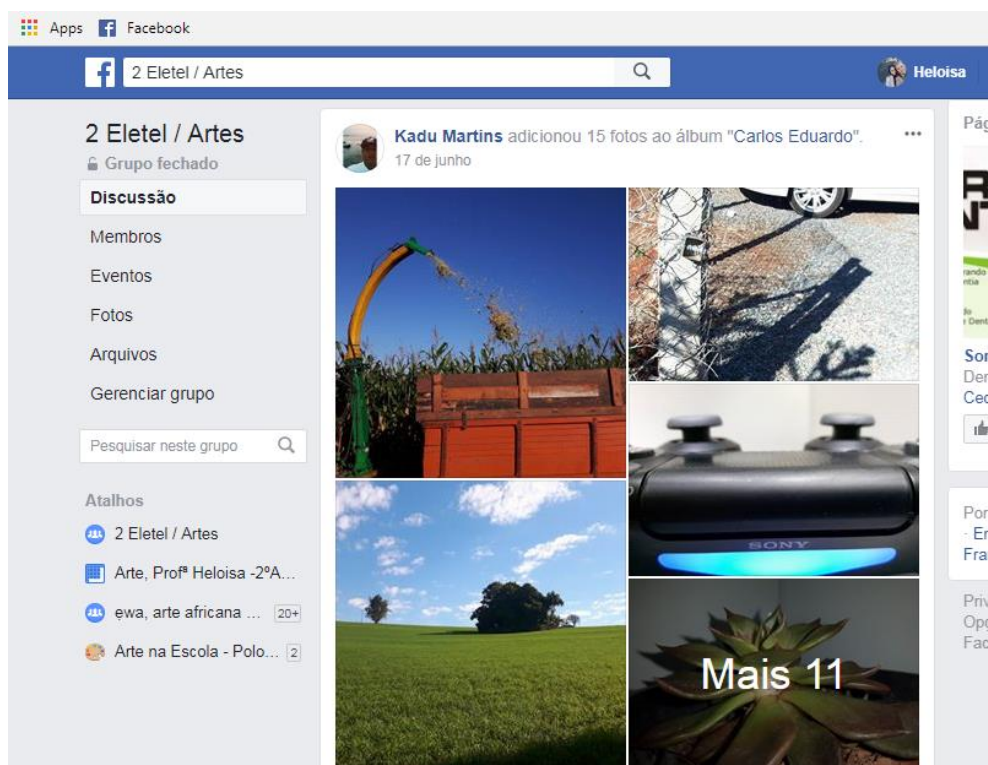 Apps Facebook
2 Eletel / Artes
Heloisa
2 Eletel / Artes
Grupo fechado
Discussão
Membros
Eventos
Fotos
Arquivos
Gerenciar grupo
Pesquisar neste grupo
Atalhos
2 Eletel / Artes
Arte, Profª Heloisa -2ºA...
ẹwa, arte africana ... 20+
Arte na Escola - Polo... 2
Kadu Martins adicionou 15 fotos ao álbum "Carlos Eduardo".
17 de junho
SONY
Mais 11